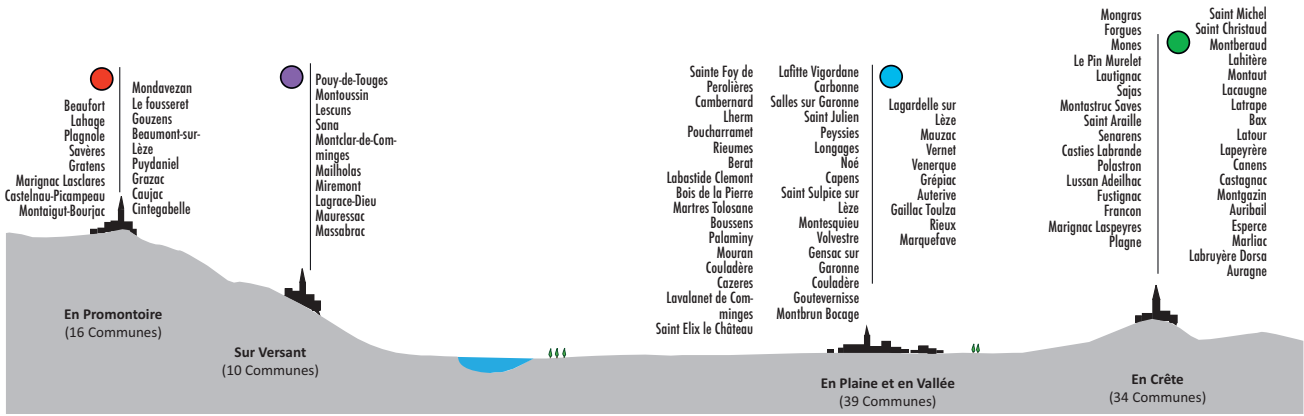 Beaufort
Lahage
Plagnole
Savères
Gratens
Marignac Lasclares
Castelnau-Picampeau
Montaigut-Bourjac
Mondavezan
Le fousseret
Gouzens
Beaumont-sur-
Lèze
Puydaniel
Grazac
Caujac
Cintegabelle
En Promontoire
(16 Communes)
Pouy-de-Touges
Montoussin
Lescuns
Sana
Montclar-de-Com-
minges
Mailholas
Miremont
Lagrace-Dieu
Mauressac
Massabrac
Sur Versant
(10 Communes)
Sainte Foy de
Perolières
Cambernard
Lherm
Poucharramet
Rieumes
Berat
Labastide Clemont
Bois de la Pierre
Martres Tolosane
Boussens
Palaminy
Mouran
Couladère
Cazeres
Lavalanet de Com-
minges
Saint Elix le Château
Lafitte Vigordane
Carbonne
Salles sur Garonne
Saint Julien
Peyssies
Longages
Noé
Capens
Saint Sulpice sur
Lèze
Montesquieu
Volvestre
Gensac sur
Garonne
Couladère
Goutevernisse
Montbrun Bocage
Lagardelle sur
Lèze
Mauzac
Vernet
Venerque
Grépiac
Auterive
Gaillac Toulza
Rieux
Marquefave
En Plaine et en Vallée
(39 Communes)
Mongras
Forgues
Mones
Le Pin Murelet
Lautignac
Sajas
Montastruc Saves
Saint Araille
Senarens
Casties Labrande
Polastron
Lussan Adeilhac
Fustignac
Francon
Marignac Laspeyres
Plagne
Saint Michel
Saint Christaud
Montberaud
Lahitère
Montaut
Lacaugne
Latrape
Bax
Latour
Lapeyrère
Canens
Castagnac
Montgazin
Auribail
Esperce
Marliac
Labruyère Dorsa
Auragne
En Crête
(34 Communes)